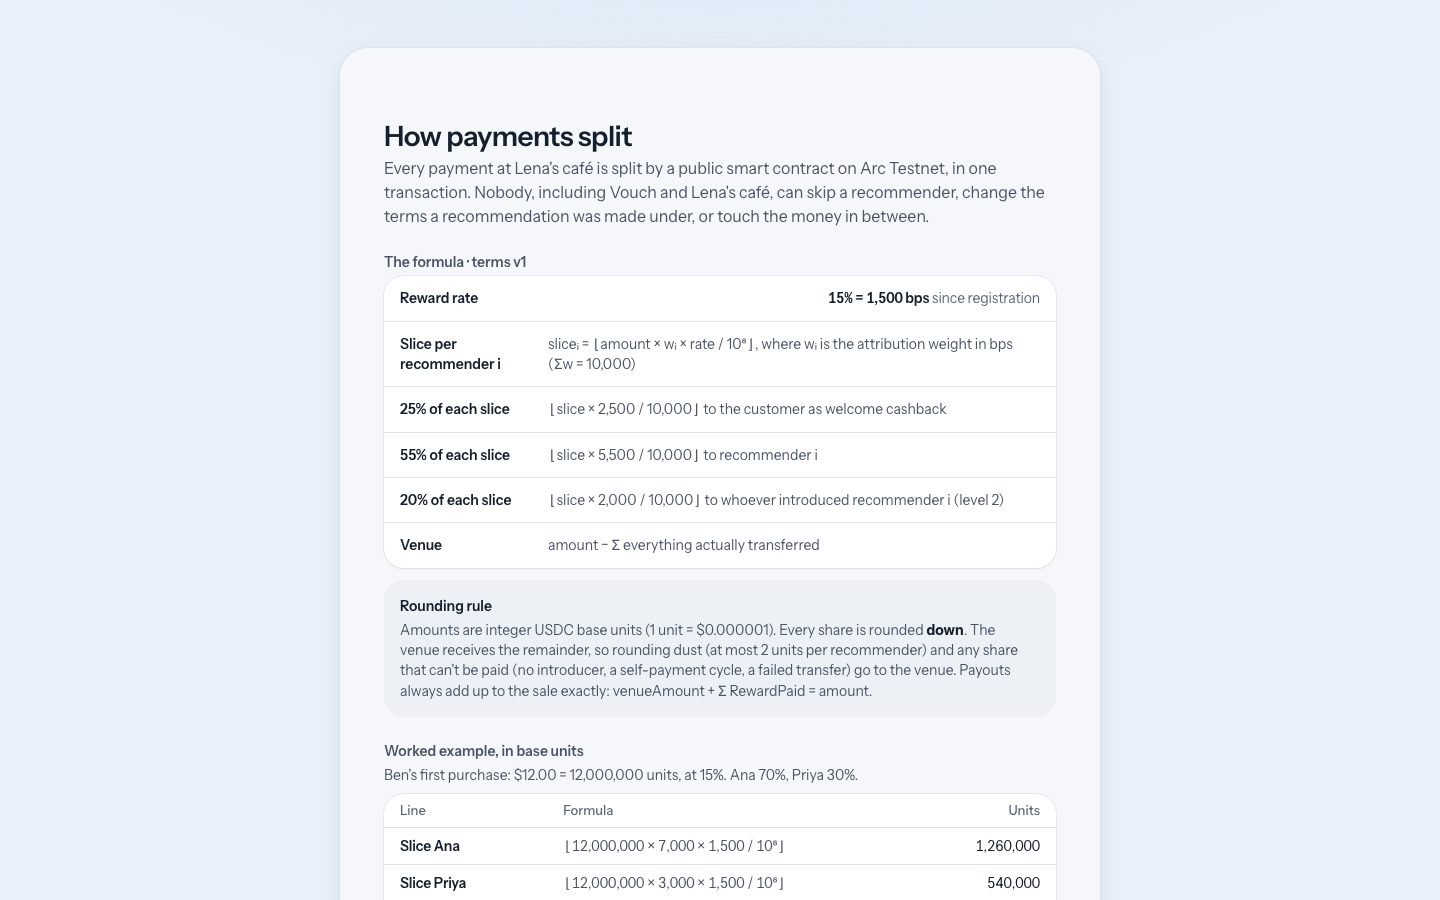 How payments split
Every payment at Lena's café is split by a public smart contract on Arc Testnet, in one
transaction. Nobody, including Vouch and Lena's café, can skip a recommender, change the
terms a recommendation was made under, or touch the money in between.
The formula · terms v1
Reward rate 15% = 1,500 bps since registration
Slice per recommender i
sliceᵢ = ⌊amount × wᵢ × rate / 10⁸⌋, where wᵢ is the attribution weight in bps
(Σw = 10,000)
25% of each slice ⌊slice × 2,500 / 10,000⌋ to the customer as welcome cashback
55% of each slice ⌊slice × 5,500 / 10,000⌋ to recommender i
20% of each slice ⌊slice × 2,000 / 10,000⌋ to whoever introduced recommender i (level 2)
Venue amount − Σ everything actually transferred
Rounding rule
Amounts are integer USDC base units (1 unit = $0.000001). Every share is rounded down. The
venue receives the remainder, so rounding dust (at most 2 units per recommender) and any share
that can't be paid (no introducer, a self-payment cycle, a failed transfer) go to the venue. Payouts
always add up to the sale exactly: venueAmount + Σ RewardPaid = amount.
Worked example, in base units
Ben's first purchase: $12.00 = 12,000,000 units, at 15%. Ana 70%, Priya 30%.
Line Formula Units
Slice Ana ⌊12,000,000 × 7,000 × 1,500 / 10⁸⌋ 1,260,000
Slice Priya ⌊12,000,000 × 3,000 × 1,500 / 10⁸⌋ 540,000